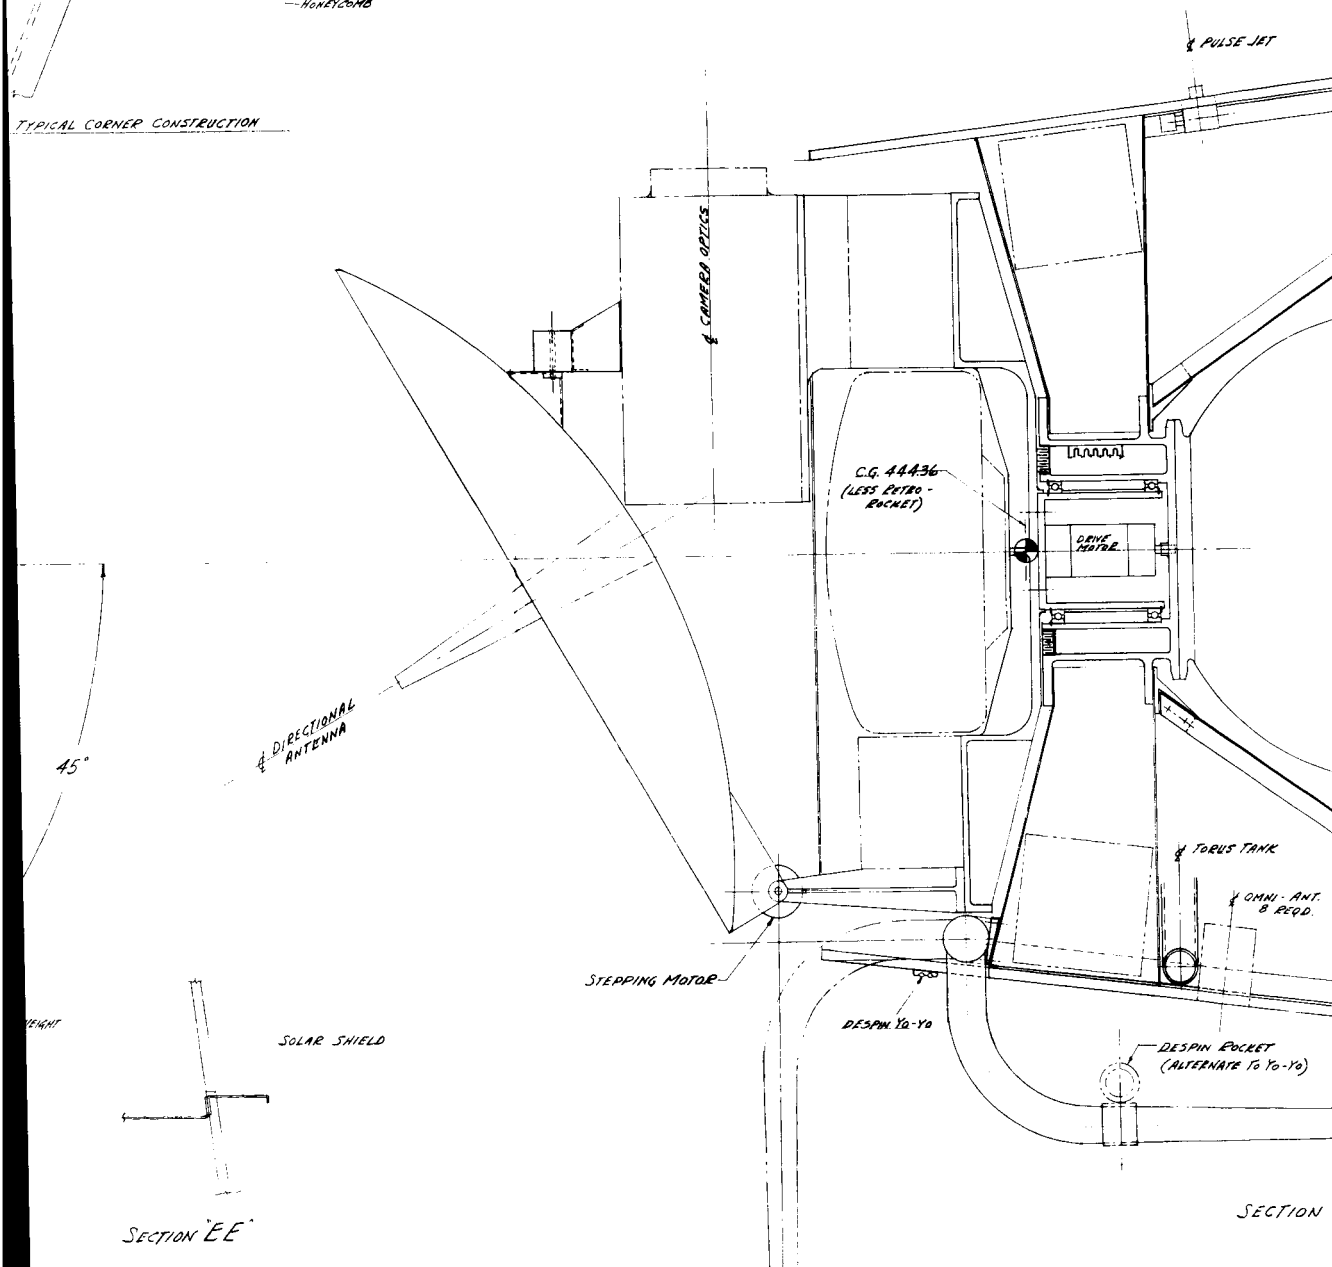 HONEYCOMB
℄ PULSE JET
TYPICAL CORNER CONSTRUCTION
℄ CAMERA OPTICS
C.G. 44436
(LESS RETRO-
ROCKET)
DRIVE
MOTOR
℄ DIRECTIONAL
ANTENNA
45°
℄ TORUS TANK
℄ OMNI-ANT.
8 REQD.
STEPPING MOTOR
DESPIN YO-YO
SOLAR SHIELD
DESPIN ROCKET
(ALTERNATE TO YO-YO)
SECTION "EE"
SECTION